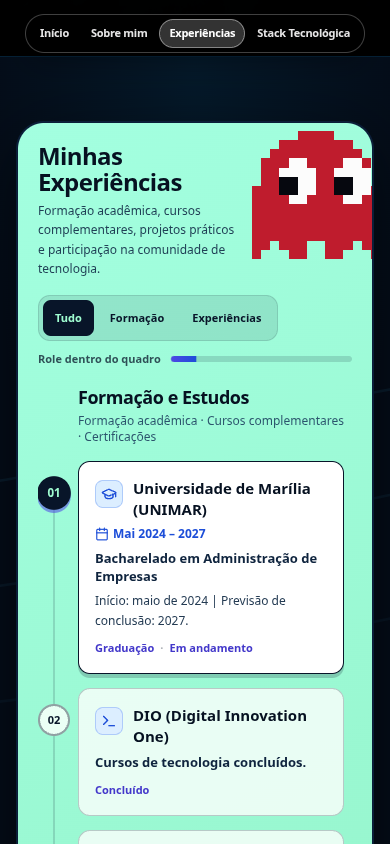 Início Sobre mim Experiências Stack Tecnológica
Minhas
Experiências
Formação acadêmica, cursos
complementares, projetos práticos
e participação na comunidade de
tecnologia.
Tudo Formação Experiências
Role dentro do quadro
Formação e Estudos
Formação acadêmica · Cursos complementares
· Certificações
01
Universidade de Marília
(UNIMAR)
Mai 2024 – 2027
Bacharelado em Administração de
Empresas
Início: maio de 2024 | Previsão de
conclusão: 2027.
Graduação · Em andamento
02
DIO (Digital Innovation
One)
Cursos de tecnologia concluídos.
Concluído